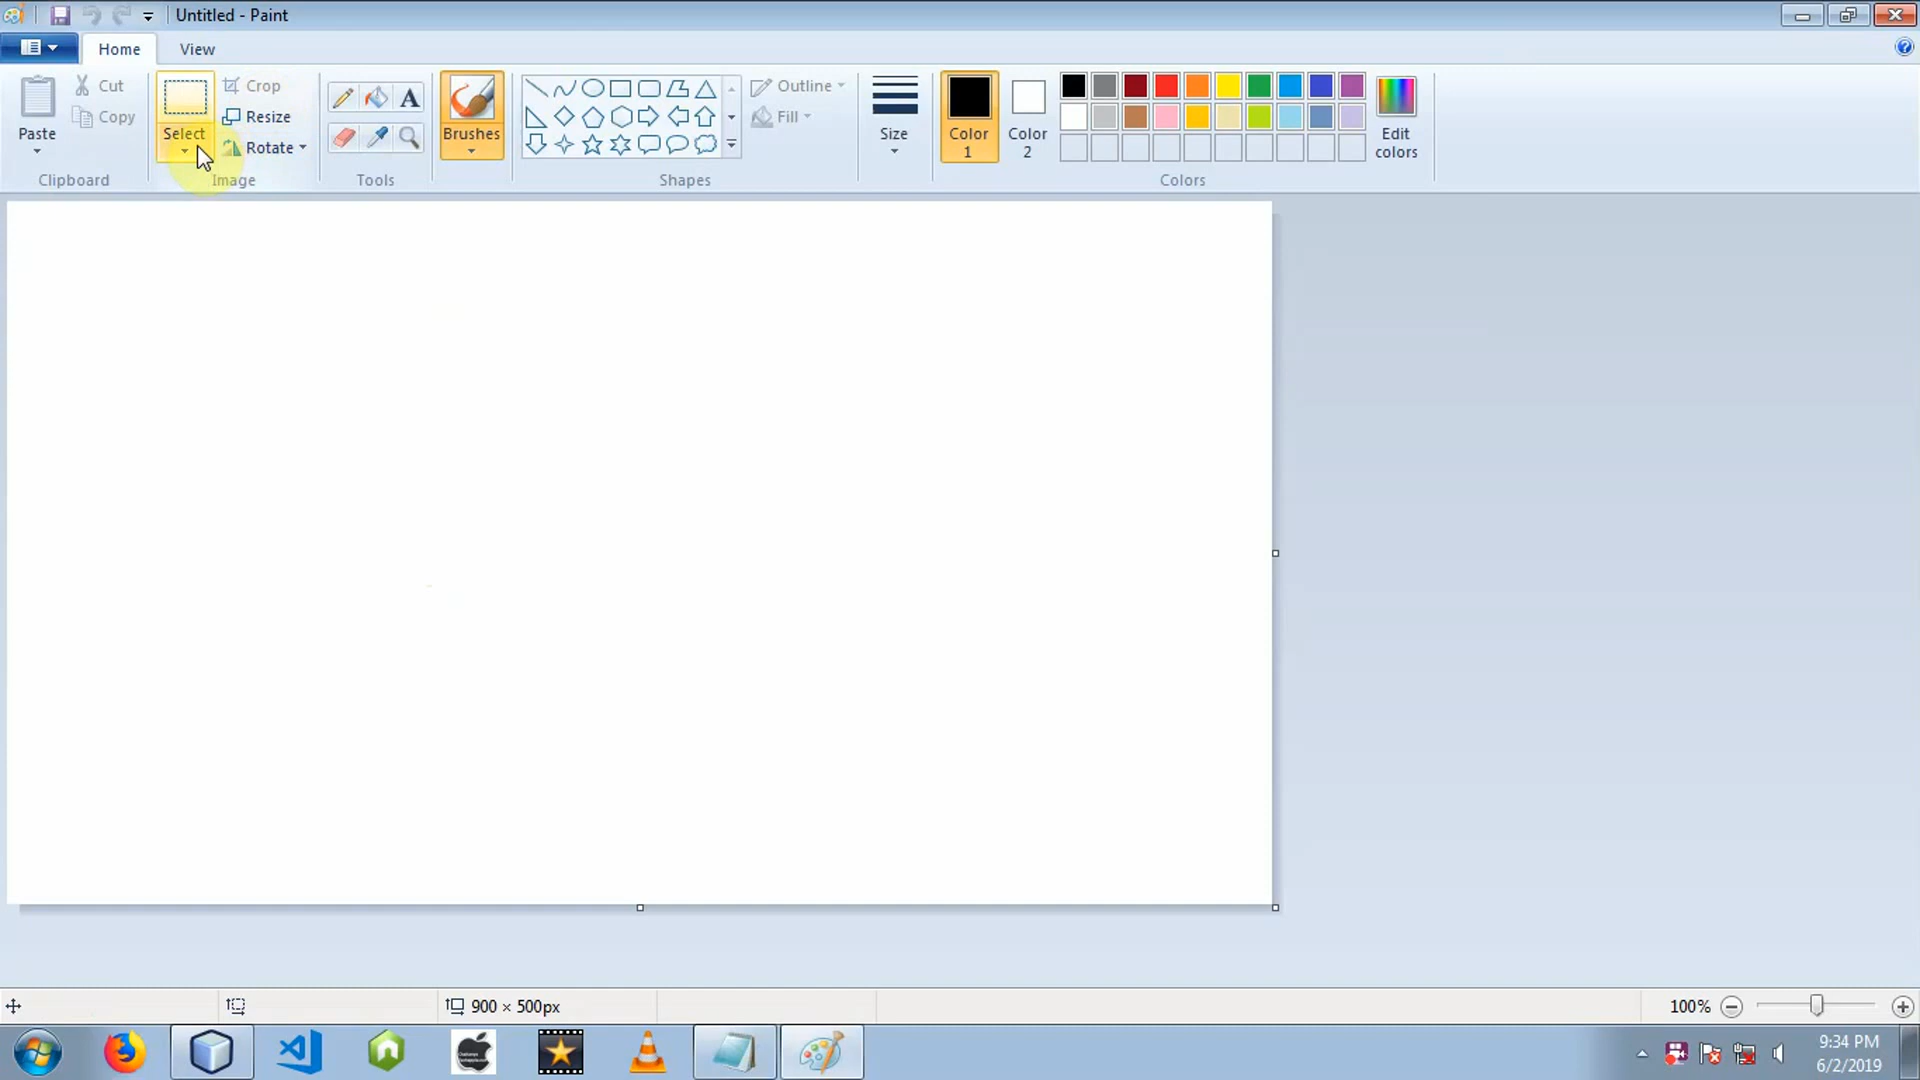 Untitled - Paint
Home
View
Paste
Cut
Copy
Clipboard
Select
Crop
Resize
Rotate
Image
A
Tools
Brushes
Outline
Fill
Shapes
Size
Color
1
Color
2
Edit
colors
Colors
900 × 500px
100%
9:34 PM
6/2/2019